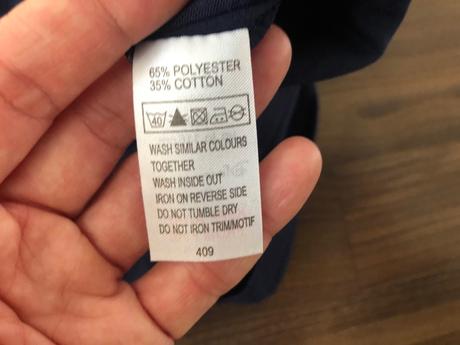 65% POLYESTER
35% COTTON
40
WASH SIMILAR COLOURS
TOGETHER
WASH INSIDE OUT
IRON ON REVERSE SIDE
DO NOT TUMBLE DRY
DO NOT IRON TRIM/MOTIF
409